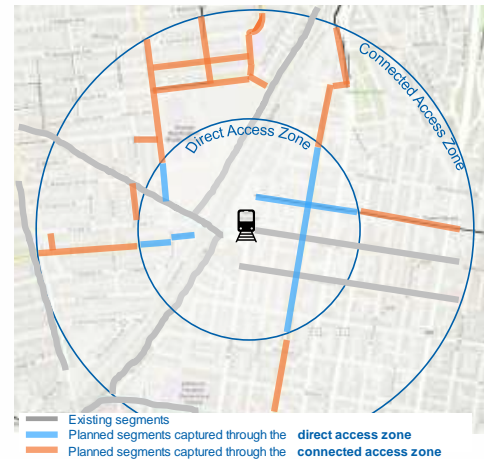 Connected Access Zone
Direct Access Zone
Existing segments
Planned segments captured through the direct access zone
Planned segments captured through the connected access zone